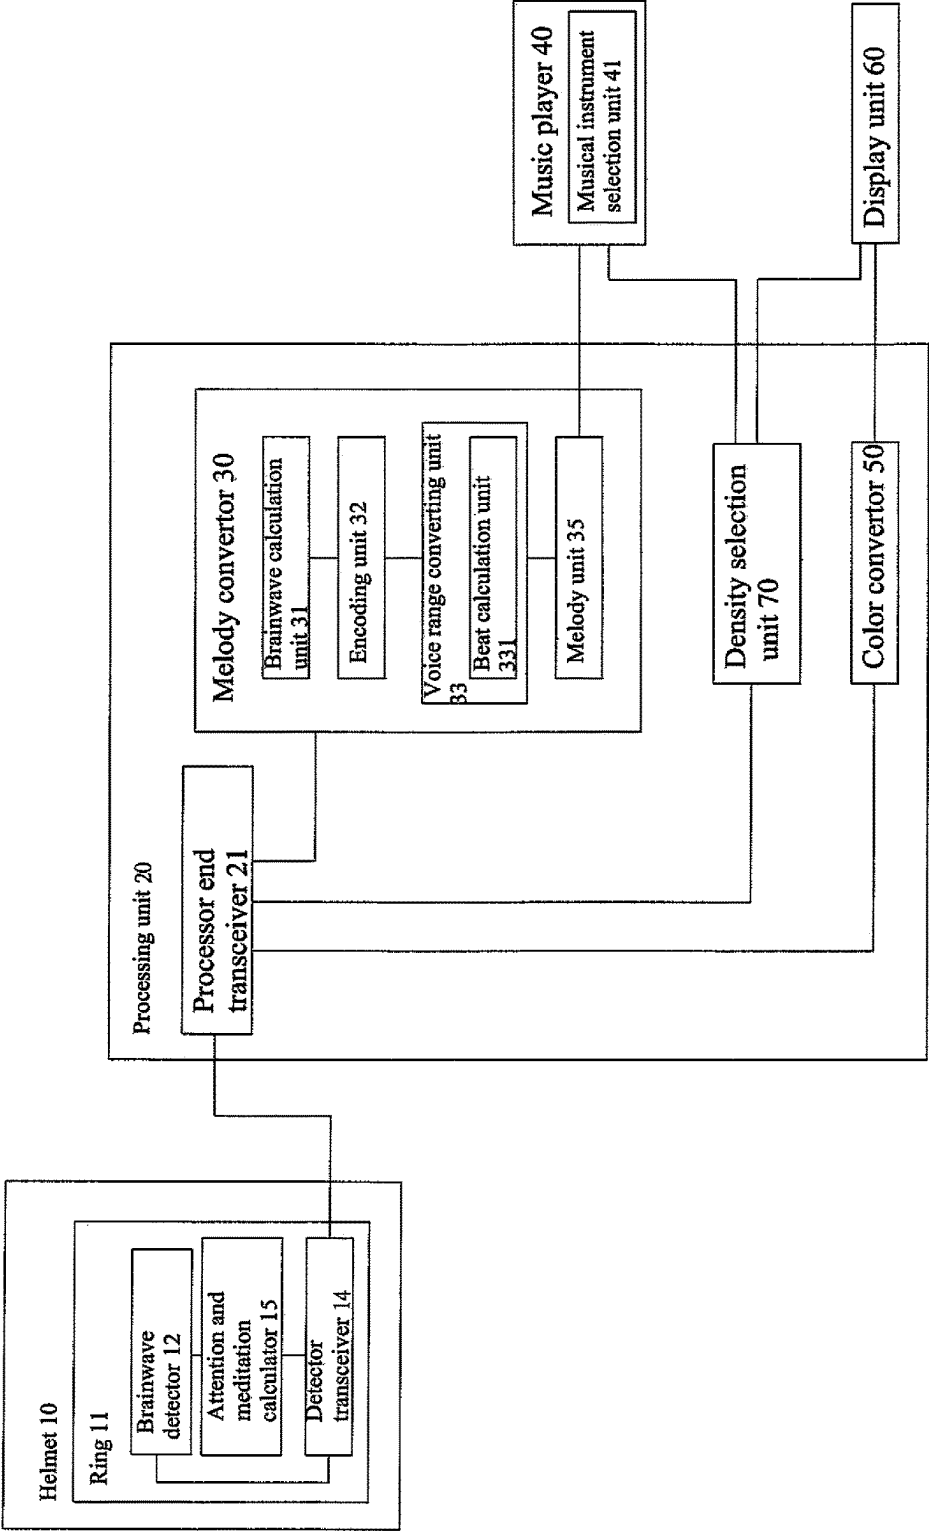 Helmet 10
Ring 11
Brainwave
detector 12
Attention and
meditation
calculator 15
Detector
transceiver 14
Processing unit 20
Processor end
transceiver 21
Melody convertor 30
Brainwave calculation
unit 31
Encoding unit 32
Voice range converting unit
33
Beat calculation unit
331
Melody unit 35
Density selection
unit 70
Color convertor 50
Music player 40
Musical instrument
selection unit 41
Display unit 60